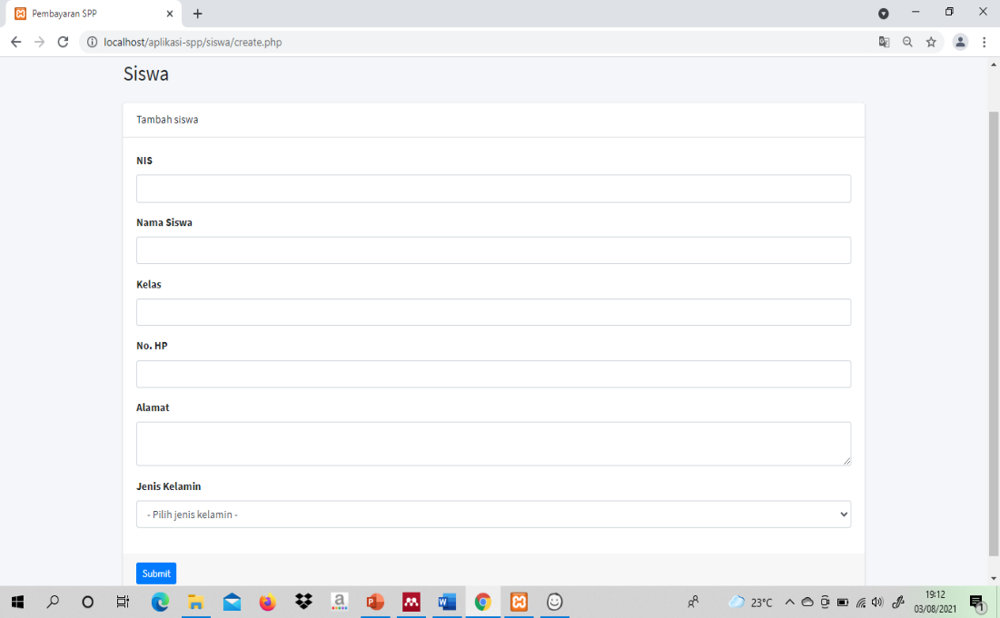 Pembayaran SPP
localhost/aplikasi-spp/siswa/create.php
Siswa
Tambah siswa
NIS
Nama Siswa
Kelas
No. HP
Alamat
Jenis Kelamin
- Pilih jenis kelamin -
Submit
23°C
19:12
03/08/2021
1